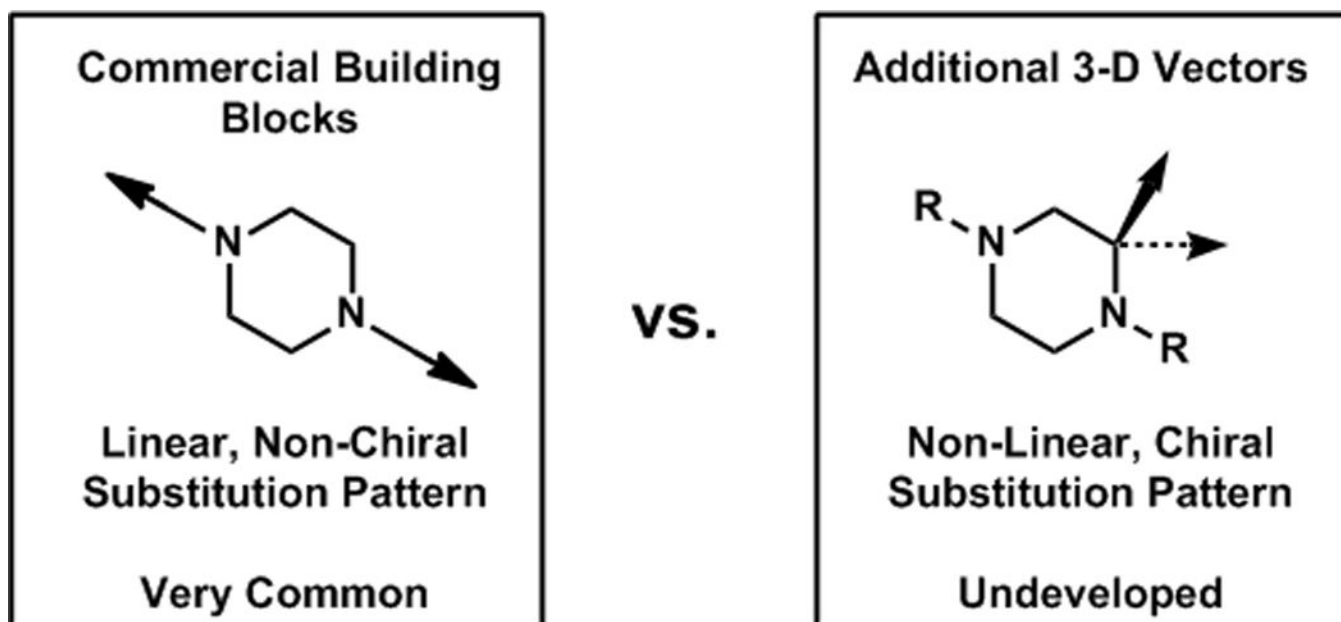 Commercial Building
Blocks
N
N
Linear, Non-Chiral
Substitution Pattern
Very Common
vs.
Additional 3-D Vectors
R
N
N
R
Non-Linear, Chiral
Substitution Pattern
Undeveloped